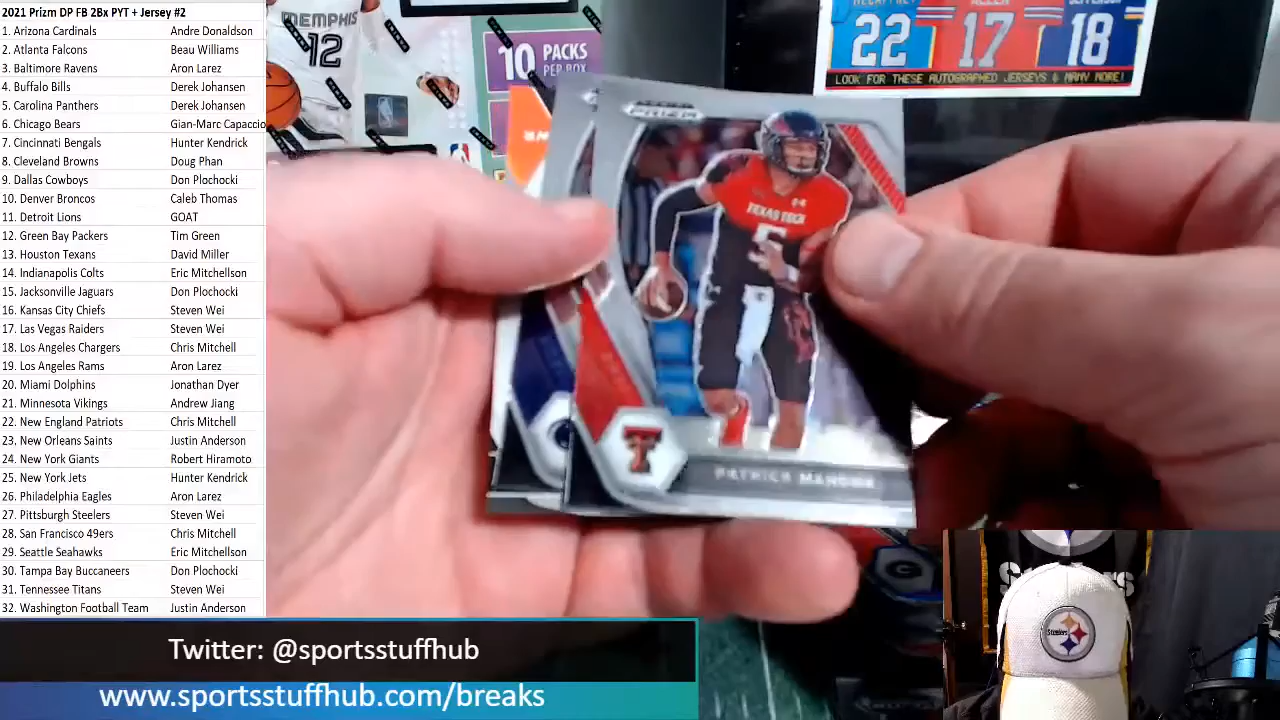 2021 Prizm DP FB 2Bx PYT + Jersey #2
1. Arizona Cardinals Andre Donaldson
2. Atlanta Falcons Beau Williams
3. Baltimore Ravens Aron Larez
4. Buffalo Bills Derek Johansen
5. Carolina Panthers Derek Johansen
6. Chicago Bears Gian-Marc Capaccio
7. Cincinnati Bengals Hunter Kendrick
8. Cleveland Browns Doug Phan
9. Dallas Cowboys Don Plochocki
10. Denver Broncos Caleb Thomas
11. Detroit Lions GOAT
12. Green Bay Packers Tim Green
13. Houston Texans David Miller
14. Indianapolis Colts Eric Mitchellson
15. Jacksonville Jaguars Don Plochocki
16. Kansas City Chiefs Steven Wei
17. Las Vegas Raiders Steven Wei
18. Los Angeles Chargers Chris Mitchell
19. Los Angeles Rams Aron Larez
20. Miami Dolphins Jonathan Dyer
21. Minnesota Vikings Andrew Jiang
22. New England Patriots Chris Mitchell
23. New Orleans Saints Justin Anderson
24. New York Giants Robert Hiramoto
25. New York Jets Hunter Kendrick
26. Philadelphia Eagles Aron Larez
27. Pittsburgh Steelers Steven Wei
28. San Francisco 49ers Chris Mitchell
29. Seattle Seahawks Eric Mitchellson
30. Tampa Bay Buccaneers Don Plochocki
31. Tennessee Titans Steven Wei
32. Washington Football Team Justin Anderson
MEMPHIS
12
10 PACKS
PER BOX
22 17 18
LOOK FOR THESE AUTOGRAPHED JERSEYS & MANY MORE!
PRIZM
TEXAS TECH
5
PATRICK MAHOMES
Steelers
Steelers
Twitter: @sportsstuffhub
www.sportsstuffhub.com/breaks